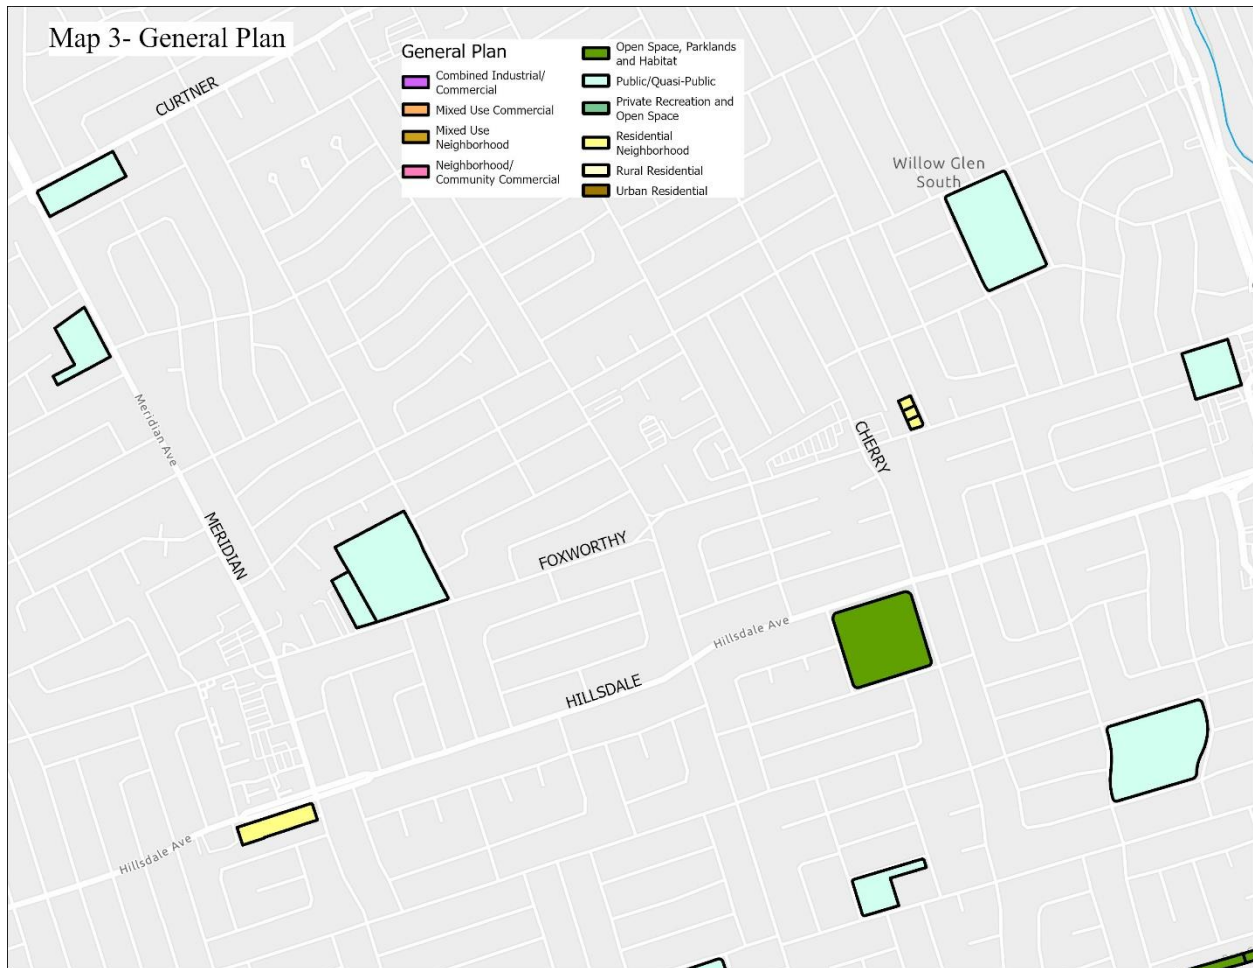 Map 3- General Plan
General Plan
Combined Industrial/
Commercial
Mixed Use Commercial
Mixed Use
Neighborhood
Neighborhood/
Community Commercial
Open Space, Parklands
and Habitat
Public/Quasi-Public
Private Recreation and
Open Space
Residential
Neighborhood
Rural Residential
Urban Residential
CURTNER
Willow Glen
South
Meridian Ave
CHERRY
MERIDIAN
FOXWORTHY
Hillsdale Ave
HILLSDALE
Hillsdale Ave